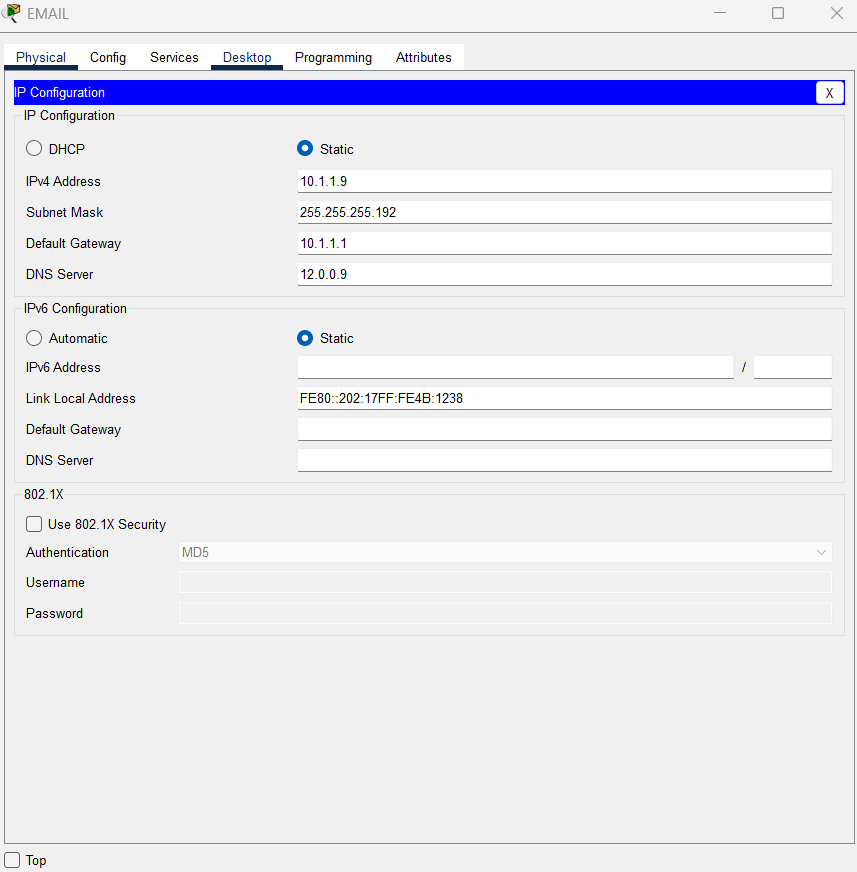 EMAIL
Physical Config Services Desktop Programming Attributes
IP Configuration X
IP Configuration
DHCP Static
IPv4 Address 10.1.1.9
Subnet Mask 255.255.255.192
Default Gateway 10.1.1.1
DNS Server 12.0.0.9
IPv6 Configuration
Automatic Static
IPv6 Address /
Link Local Address FE80::202:17FF:FE4B:1238
Default Gateway
DNS Server
802.1X
Use 802.1X Security
Authentication MD5
Username
Password
Top